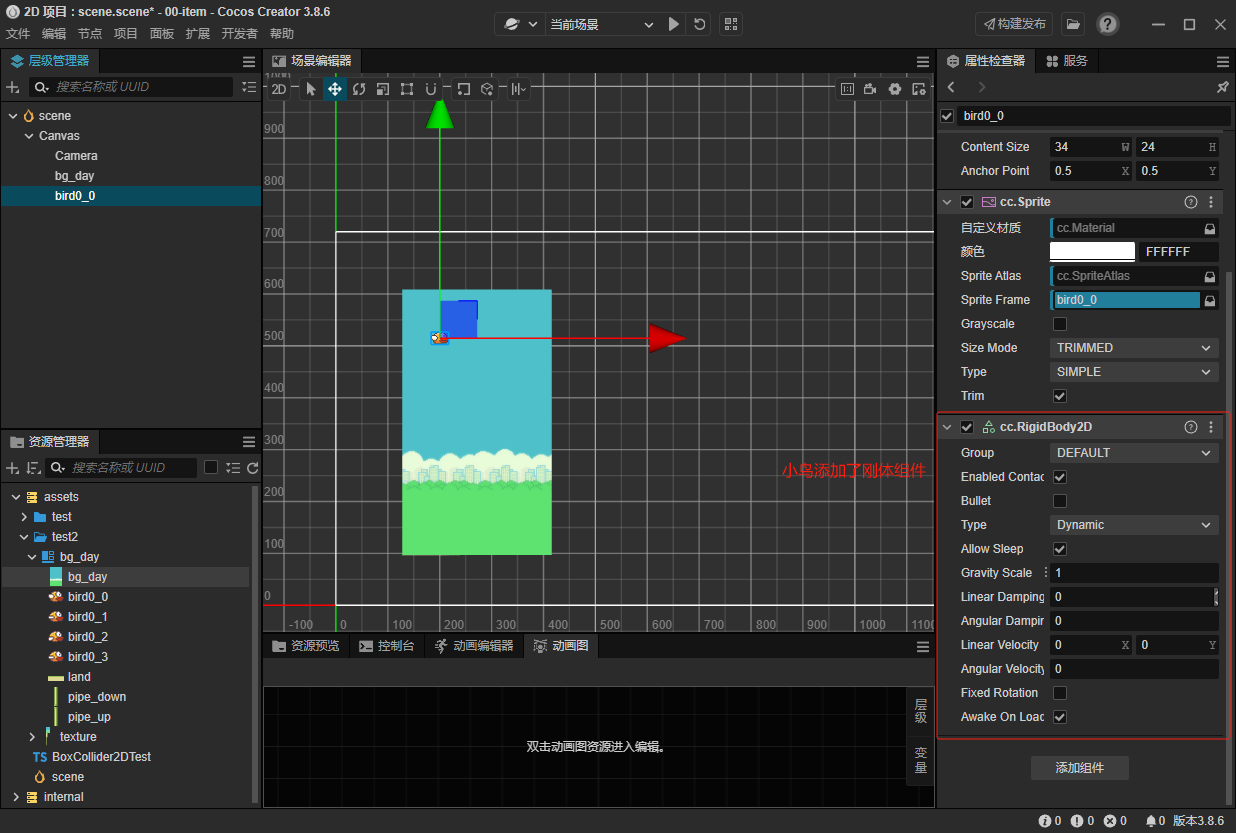 2D 项目 : scene.scene* - 00-item - Cocos Creator 3.8.6
文件 编辑 节点 项目 面板 扩展 开发者 帮助
当前场景
构建发布
层级管理器
搜索名称或 UUID
scene
Canvas
Camera
bg_day
bird0_0
资源管理器
搜索名称或 UUID
assets
test
test2
bg_day
bg_day
bird0_0
bird0_1
bird0_2
bird0_3
land
pipe_down
pipe_up
texture
TS BoxCollider2DTest
scene
internal
场景编辑器
2D
1000
900
800
700
600
500
400
300
200
100
0
-100 0 100 200 300 400 500 600 700 800 900 1000 1100
小鸟添加了刚体组件
资源预览 控制台 动画编辑器 动画图
双击动画图资源进入编辑。
层级
变量
属性检查器 服务
bird0_0
Content Size 34 W 24 H
Anchor Point 0.5 X 0.5 Y
cc.Sprite
自定义材质 cc.Material
颜色 FFFFFF
Sprite Atlas cc.SpriteAtlas
Sprite Frame bird0_0
Grayscale
Size Mode TRIMMED
Type SIMPLE
Trim
cc.RigidBody2D
Group DEFAULT
Enabled Contac
Bullet
Type Dynamic
Allow Sleep
Gravity Scale 1
Linear Damping 0
Angular Dampir 0
Linear Velocity 0 X 0 Y
Angular Velocity 0
Fixed Rotation
Awake On Load
添加组件
0 0 0 0 版本3.8.6